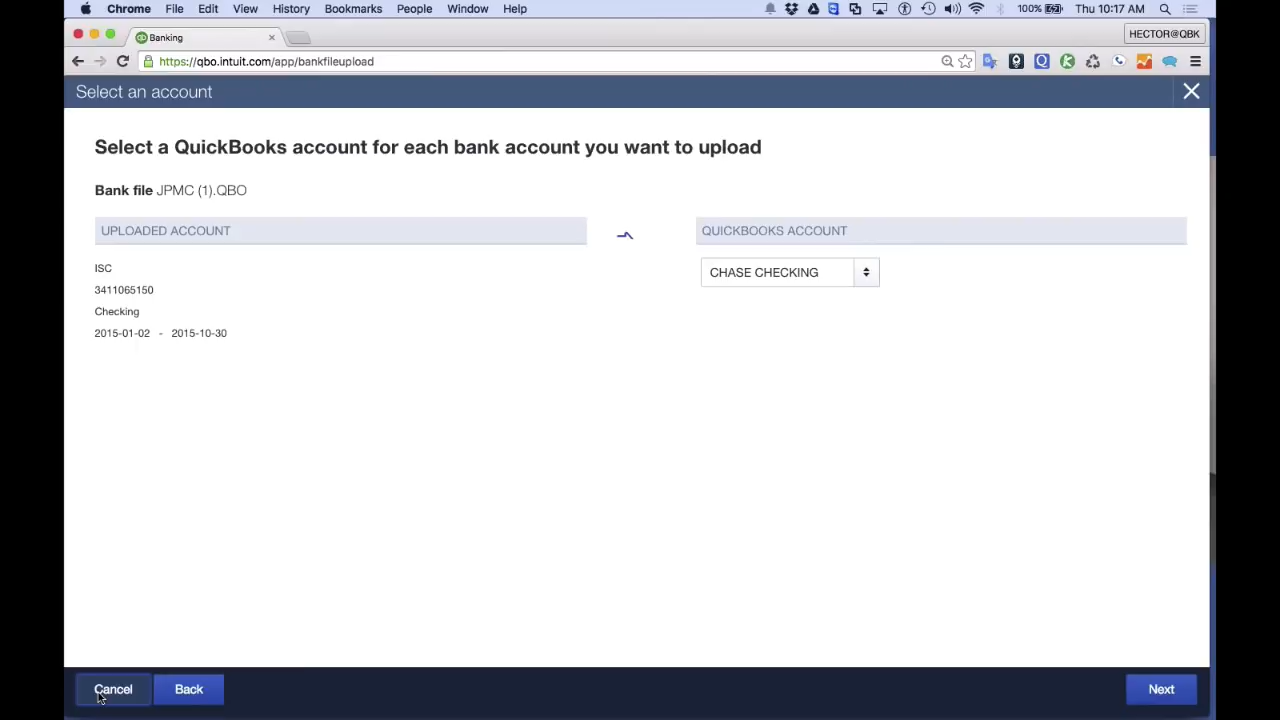 Chrome File Edit View History Bookmarks People Window Help 100% Thu 10:17 AM
Banking HECTOR@QBK
https://qbo.intuit.com/app/bankfileupload
Select an account
Select a QuickBooks account for each bank account you want to upload
Bank file JPMC (1).QBO
UPLOADED ACCOUNT QUICKBOOKS ACCOUNT
ISC CHASE CHECKING
3411065150
Checking
2015-01-02 - 2015-10-30
Cancel Back Next